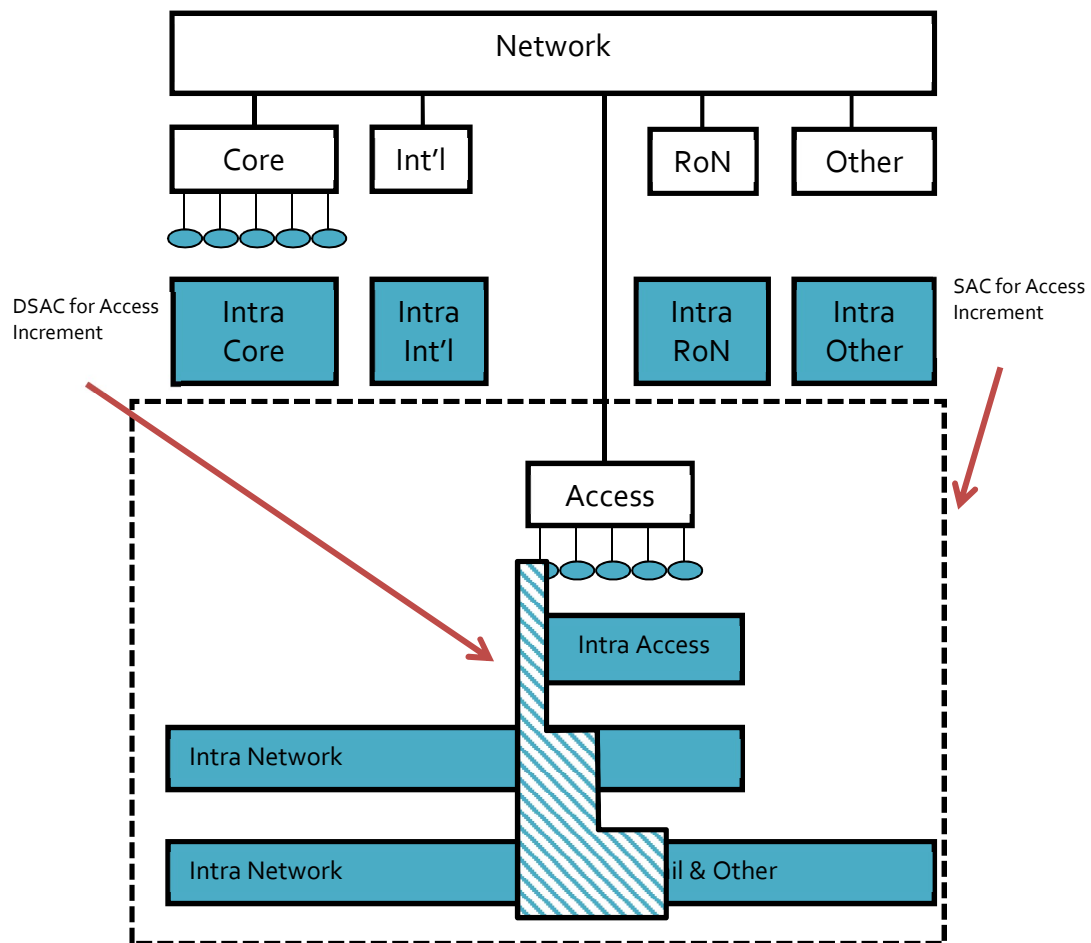 Network
Core
Int'l
RoN
Other
DSAC for Access
Increment
Intra
Core
Intra
Int'l
Intra
RoN
Intra
Other
SAC for Access
Increment
Access
Intra Access
Intra Network
Intra Network
& Other